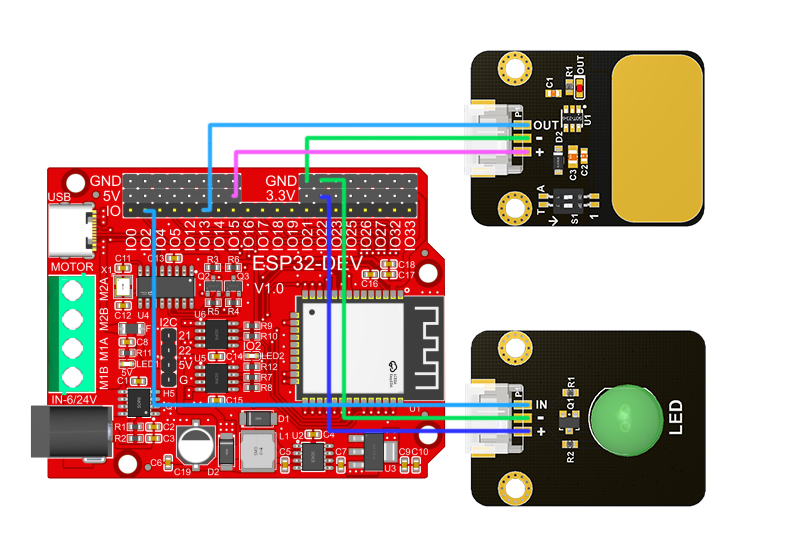 GND
5V
IO
GND
3.3V
USB
IO0
IO2
IO4
IO5
IO12
IO13
IO14
IO15
IO16
IO17
IO18
IO19
IO21
IO22
IO23
IO25
IO26
IO27
IO32
IO33
MOTOR
X1
C11
C13
R3
R6
ESP32-DEV
V1.0
C18
C17
C16
M2A
M2B
M1A
M1B
Q2
Q3
C12
U4
R5
R4
I2C
U6
R9
R10
IO2
LED2
R12
R7
R8
C8
R11
LED1
5V
21
22
5V
G
U5
C14
C15
H5
IN-6/24V
U1
R1
R2
C2
C3
C6
C19
D1
D2
L1
U2
C4
C5
C7
U3
C9
C10
C1
R1
OUT
OUT
-
+
U1
D2
C3
C2
T
A
S1
1
IN
-
+
R1
Q1
R2
LED